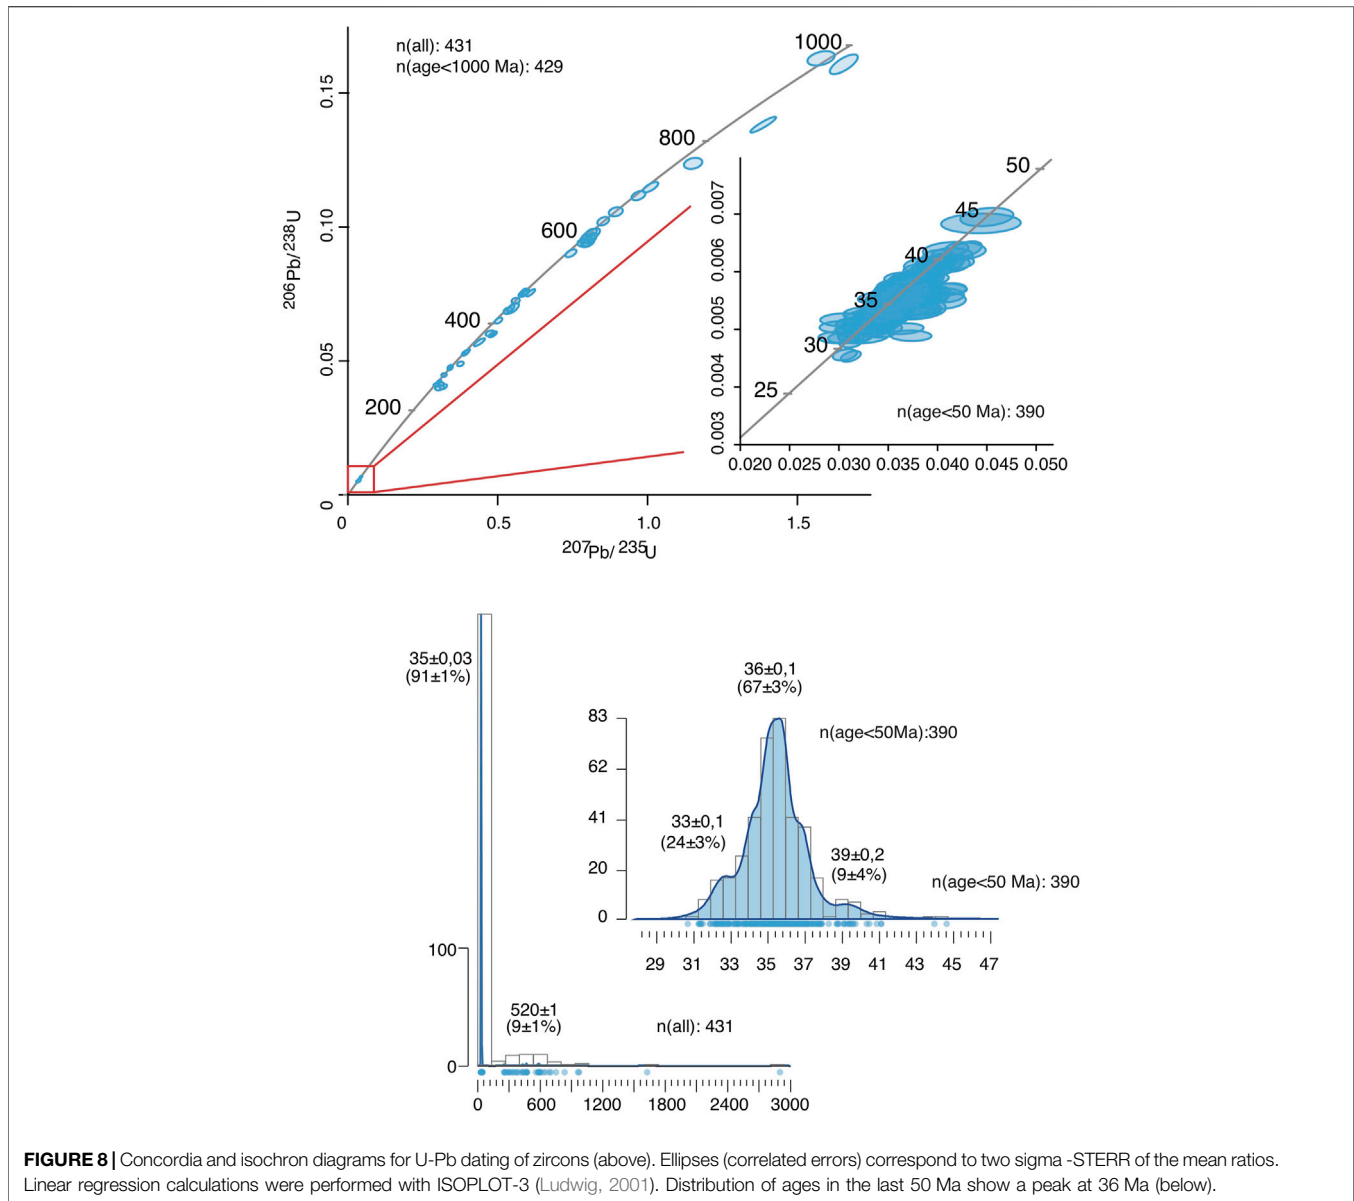 n(all): 431
n(age<1000 Ma): 429
1000
800
600
400
200
0.15
0.10
0.05
0
206Pb/238U
0 0.5 1.0 1.5
207Pb/ 235U
50
45
40
35
30
25
0.007
0.006
0.005
0.004
0.003
n(age<50 Ma): 390
0.020 0.025 0.030 0.035 0.040 0.045 0.050
35±0,03
(91±1%)
100
0
520±1
(9±1%)
n(all): 431
0 600 1200 1800 2400 3000
36±0,1
(67±3%)
n(age<50Ma):390
83
62
41
20
0
33±0,1
(24±3%)
39±0,2
(9±4%)
n(age<50 Ma): 390
29 31 33 35 37 39 41 43 45 47
FIGURE 8 | Concordia and isochron diagrams for U-Pb dating of zircons (above). Ellipses (correlated errors) correspond to two sigma -STERR of the mean ratios.
Linear regression calculations were performed with ISOPLOT-3 (Ludwig, 2001). Distribution of ages in the last 50 Ma show a peak at 36 Ma (below).